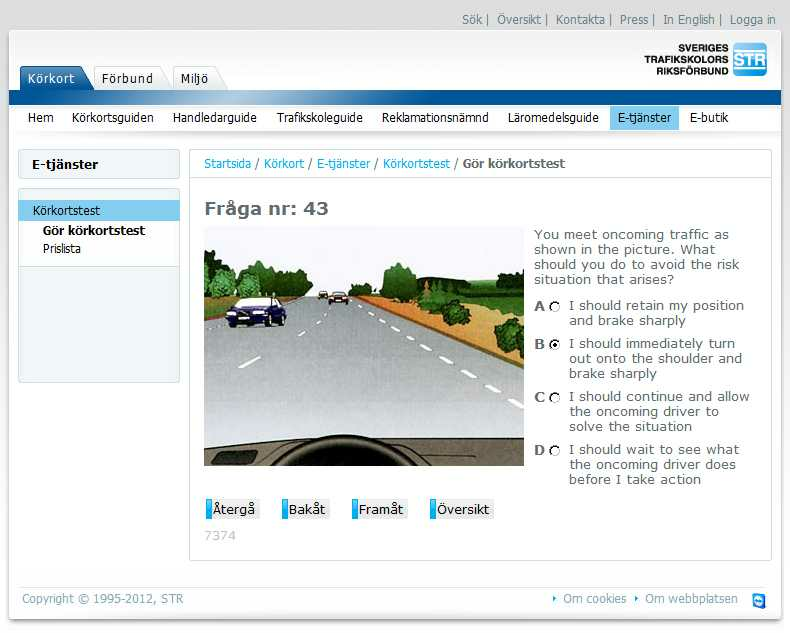 Sök | Översikt | Kontakta | Press | In English | Logga in
SVERIGES
TRAFIKSKOLORS
RIKSFÖRBUND
STR
Körkort Förbund Miljö
Hem Körkortsguiden Handledarguide Trafikskoleguide Reklamationsnämnd Läromedelsguide E-tjänster E-butik
E-tjänster
Körkortstest
Gör körkortstest
Prislista
Startsida / Körkort / E-tjänster / Körkortstest / Gör körkortstest
Fråga nr: 43
You meet oncoming traffic as
shown in the picture. What
should you do to avoid the risk
situation that arises?
A I should retain my position
and brake sharply
B I should immediately turn
out onto the shoulder and
brake sharply
C I should continue and allow
the oncoming driver to
solve the situation
D I should wait to see what
the oncoming driver does
before I take action
Återgå Bakåt Framåt Översikt
7374
Copyright © 1995-2012, STR
Om cookies Om webbplatsen